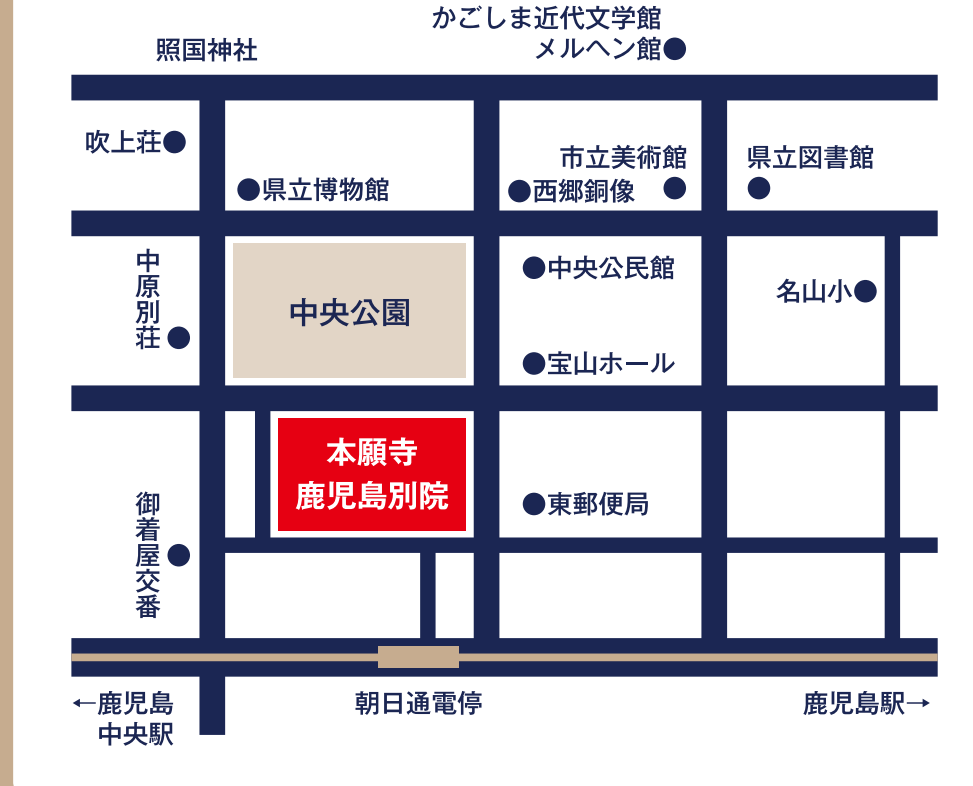 かごしま近代文学館
メルヘン館
照国神社
吹上荘
県立博物館
市立美術館
西郷銅像
県立図書館
中原別荘
中央公園
中央公民館
名山小
宝山ホール
本願寺
鹿児島別院
東郵便局
御着屋交番
←鹿児島
中央駅
朝日通電停
鹿児島駅→